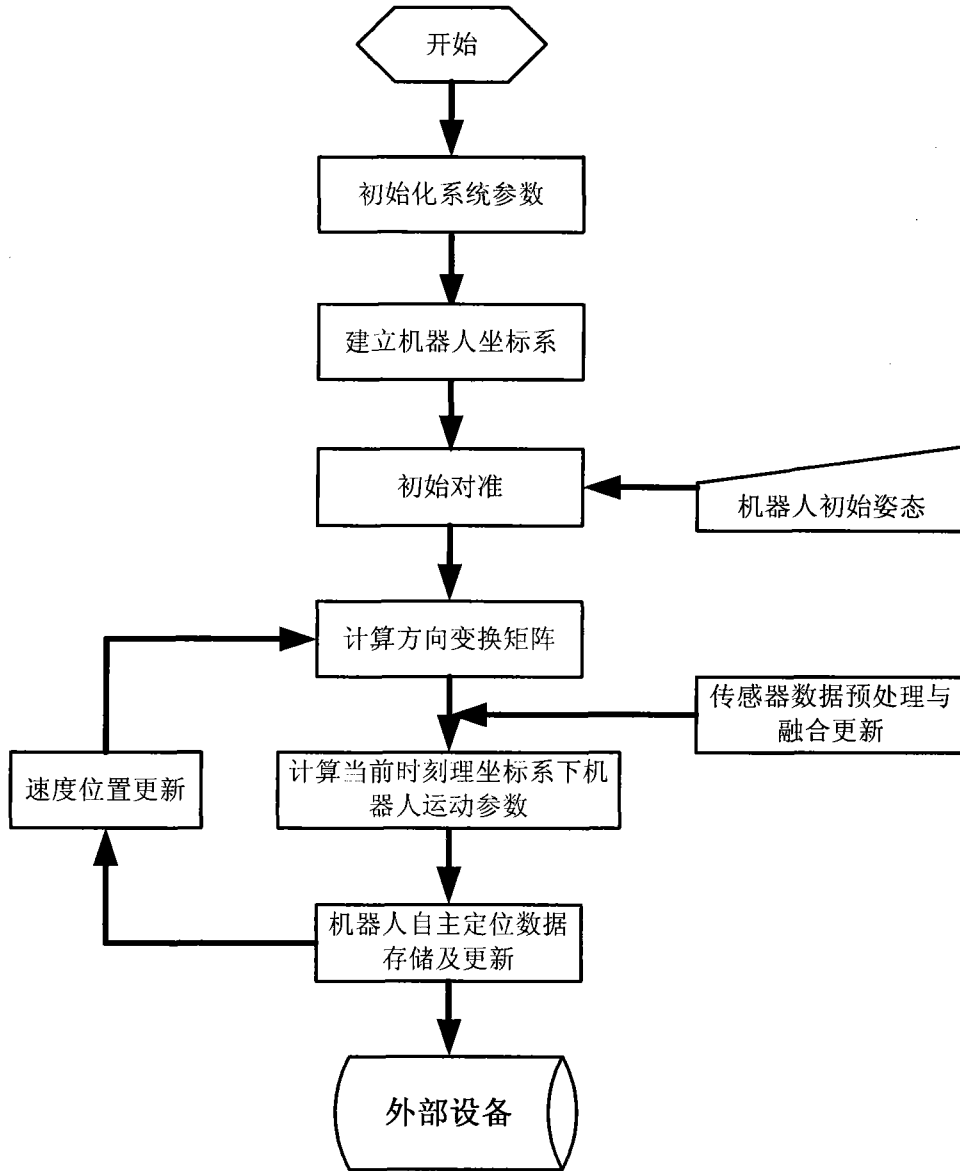 开始
初始化系统参数
建立机器人坐标系
初始对准
机器人初始姿态
计算方向变换矩阵
传感器数据预处理与
融合更新
速度位置更新
计算当前时刻理坐标系下机
器人运动参数
机器人自主定位数据
存储及更新
外部设备